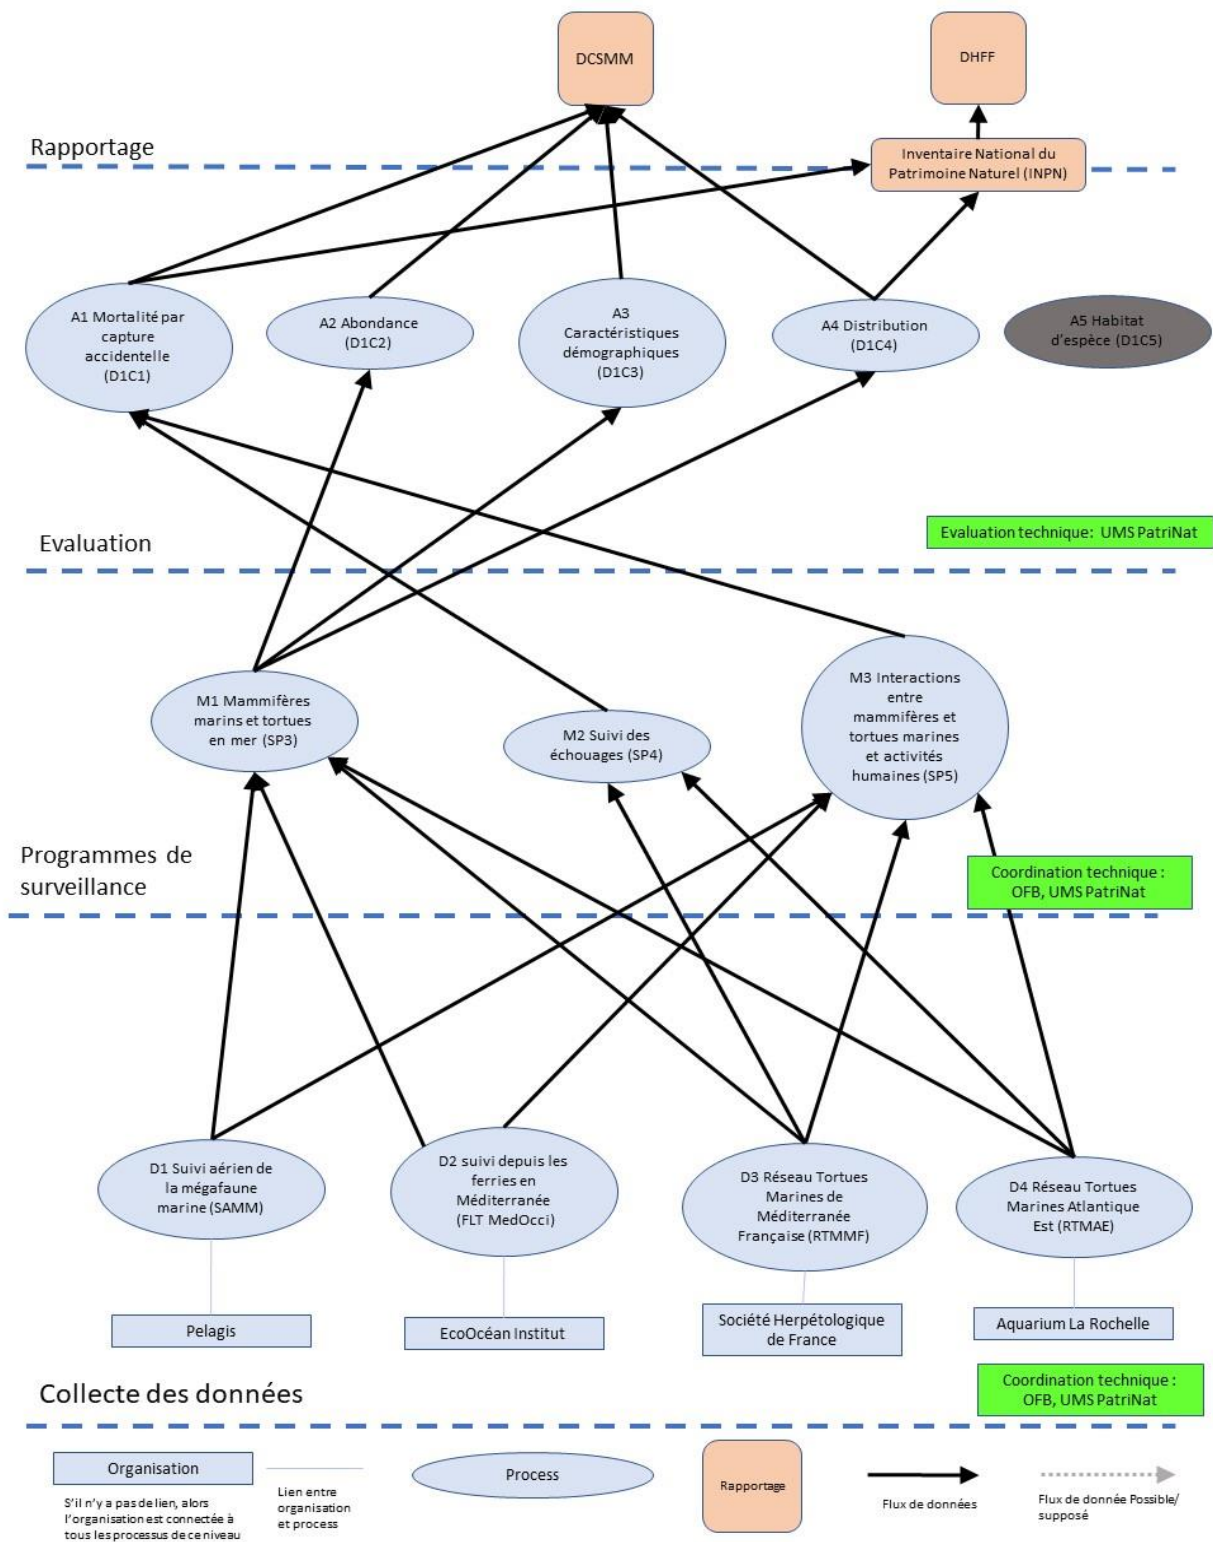 DCSMM
DHFF
Rapportage
Inventaire National du
Patrimoine Naturel (INPN)
A1 Mortalité par
capture
accidentelle
(D1C1)
A2 Abondance
(D1C2)
A3
Caractéristiques
démographiques
(D1C3)
A4 Distribution
(D1C4)
A5 Habitat
d'espèce (D1C5)
Evaluation
Evaluation technique: UMS PatriNat
M1 Mammifères
marins et tortues
en mer (SP3)
M2 Suivi des
échouages (SP4)
M3 Interactions
entre
mammifères et
tortues marines
et activités
humaines (SP5)
Programmes de
surveillance
Coordination technique :
OFB, UMS PatriNat
D1 Suivi aérien de
la mégafaune
marine (SAMM)
D2 suivi depuis les
ferries en
Méditerranée
(FLT MedOcci)
D3 Réseau Tortues
Marines de
Méditerranée
Française (RTMMF)
D4 Réseau Tortues
Marines Atlantique
Est (RTMAE)
Pelagis
EcoOcéan Institut
Société Herpétologique
de France
Aquarium La Rochelle
Collecte des données
Coordination technique :
OFB, UMS PatriNat
Organisation
S'il n'y a pas de lien, alors
l'organisation est connectée à
tous les processus de ce niveau
Lien entre
organisation
et process
Process
Rapportage
Flux de données
Flux de donnée Possible/
supposé